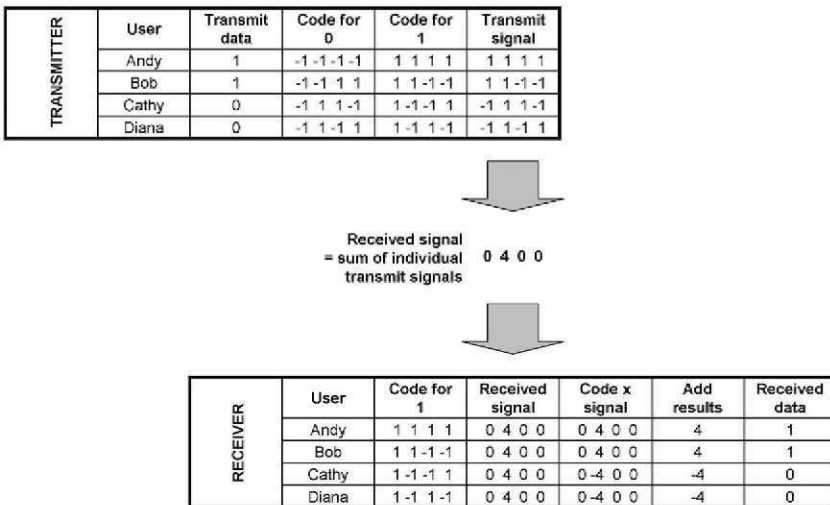 TRANSMITTER
User Transmit data Code for 0 Code for 1 Transmit signal
Andy 1 -1 -1 -1 -1 1 1 1 1 1 1 1 1
Bob 1 -1 -1 1 1 1 1 -1 -1 1 1 -1 -1
Cathy 0 -1 1 1 -1 1 -1 -1 1 -1 1 1 -1
Diana 0 -1 1 -1 1 1 -1 1 -1 -1 1 -1 1
Received signal
= sum of individual 0 4 0 0
transmit signals
RECEIVER
User Code for 1 Received signal Code x signal Add results Received data
Andy 1 1 1 1 0 4 0 0 0 4 0 0 4 1
Bob 1 1 -1 -1 0 4 0 0 0 4 0 0 4 1
Cathy 1 -1 -1 1 0 4 0 0 0 -4 0 0 -4 0
Diana 1 -1 1 -1 0 4 0 0 0 -4 0 0 -4 0